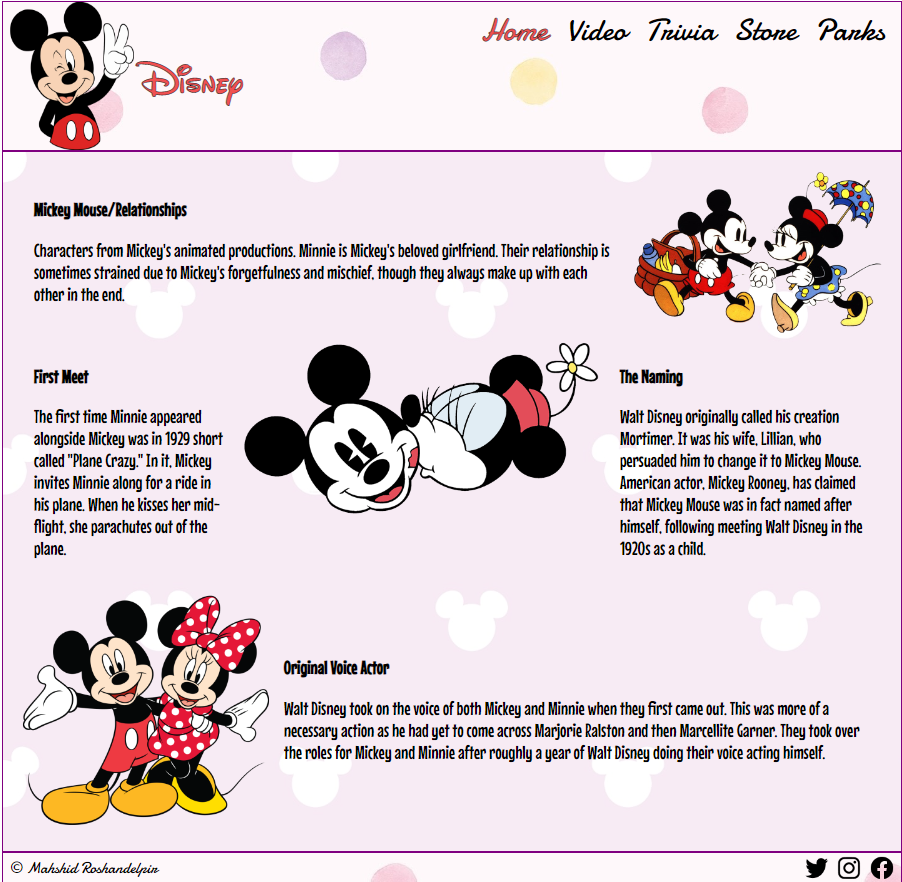 Disney
Home Video Trivia Store Parks
Mickey Mouse/Relationships
Characters from Mickey's animated productions. Minnie is Mickey's beloved girlfriend. Their relationship is
sometimes strained due to Mickey's forgetfulness and mischief, though they always make up with each
other in the end.
First Meet
The first time Minnie appeared
alongside Mickey was in 1929 short
called "Plane Crazy." In it, Mickey
invites Minnie along for a ride in
his plane. When he kisses her mid-
flight, she parachutes out of the
plane.
The Naming
Walt Disney originally called his creation
Mortimer. It was his wife, Lillian, who
persuaded him to change it to Mickey Mouse.
American actor, Mickey Rooney, has claimed
that Mickey Mouse was in fact named after
himself, following meeting Walt Disney in the
1920s as a child.
Original Voice Actor
Walt Disney took on the voice of both Mickey and Minnie when they first came out. This was more of a
necessary action as he had yet to come across Marjorie Ralston and then Marcellite Garner. They took over
the roles for Mickey and Minnie after roughly a year of Walt Disney doing their voice acting himself.
© Mahshid Roshandelpir